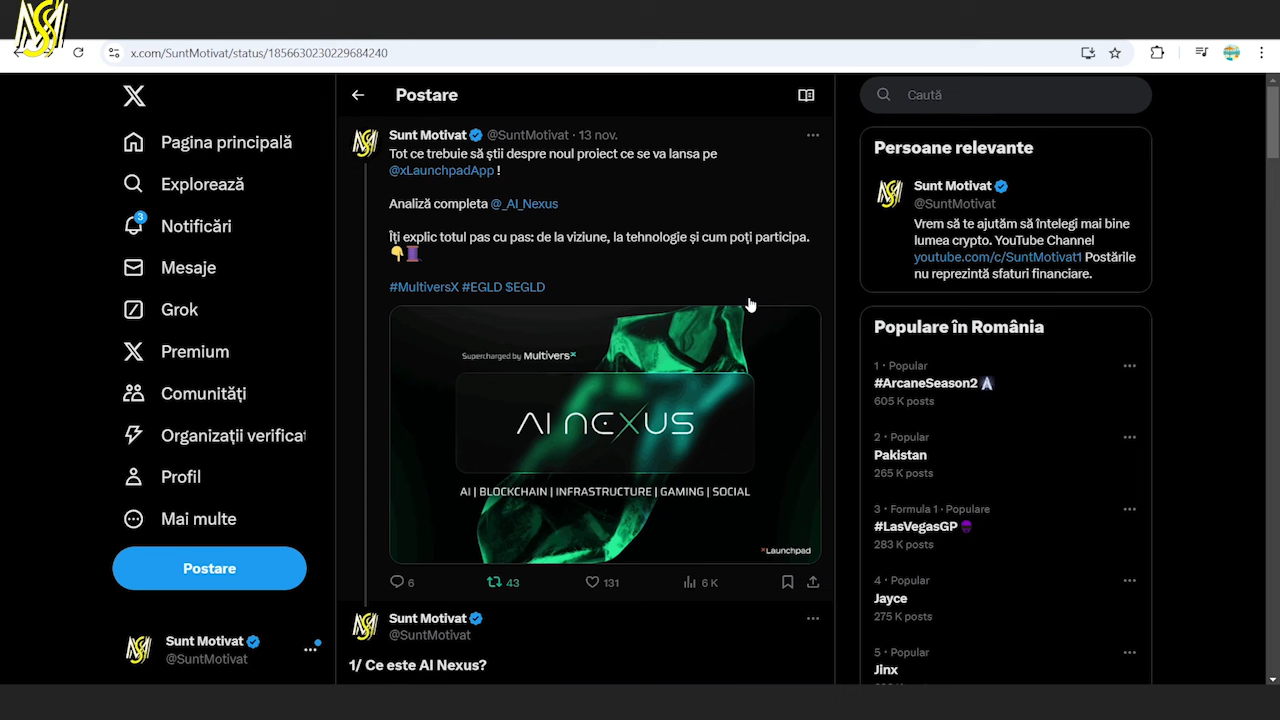 x.com/SuntMotivat/status/1856630230229684240
Pagina principală
Explorează
3
Notificări
Mesaje
Grok
Premium
Comunități
Organizații verificat
Profil
Mai multe
Postare
Sunt Motivat
@SuntMotivat
Postare
Sunt Motivat @SuntMotivat · 13 nov.
Tot ce trebuie să știi despre noul proiect ce se va lansa pe
@xLaunchpadApp !
Analiză completa @_AI_Nexus
Îți explic totul pas cu pas: de la viziune, la tehnologie și cum poți participa.
#MultiversX #EGLD $EGLD
Supercharged by MultiversX
AI NEXUS
AI | BLOCKCHAIN | INFRASTRUCTURE | GAMING | SOCIAL
xLaunchpad
6 43 131 6 K
Sunt Motivat
@SuntMotivat
1/ Ce este AI Nexus?
Caută
Persoane relevante
Sunt Motivat
@SuntMotivat
Vrem să te ajutăm să înțelegi mai bine
lumea crypto. YouTube Channel
youtube.com/c/SuntMotivat1 Postările
nu reprezintă sfaturi financiare.
Populare în România
1 · Popular
#ArcaneSeason2
605 K posts
2 · Popular
Pakistan
265 K posts
3 · Formula 1 · Populare
#LasVegasGP
283 K posts
4 · Popular
Jayce
275 K posts
5 · Popular
Jinx